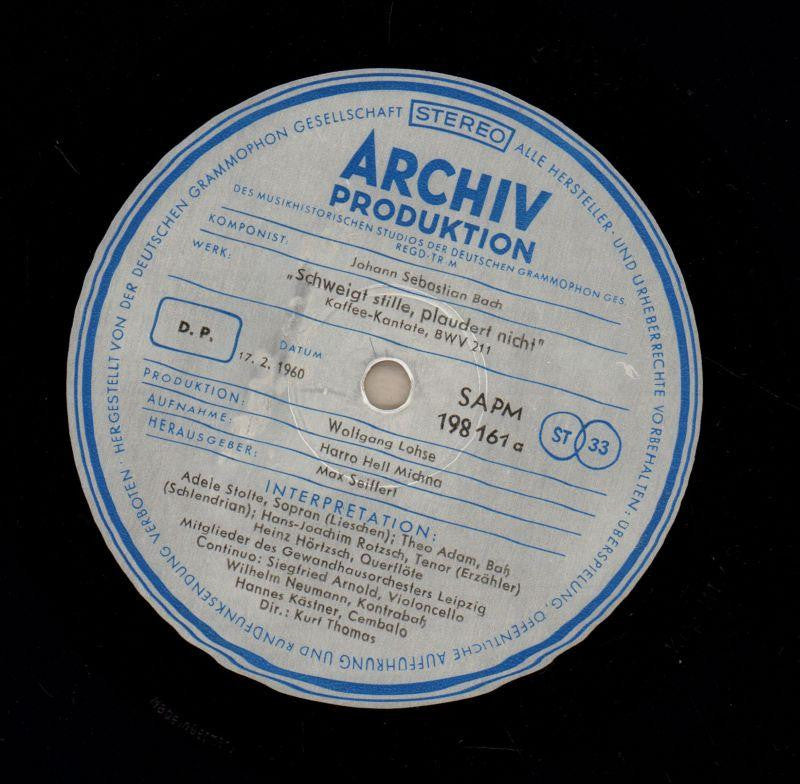 HERGESTELLT VON DER DEUTSCHEN GRAMMOPHON GESELLSCHAFT STEREO ALLE HERSTELLER- UND URHEBERRECHTE VORBEHALTEN: ÜBERSPIELUNG, ÖFFENTLICHE AUFFÜHRUNG UND RUNDFUNKSENDUNG VERBOTEN ·
ARCHIV
PRODUKTION
DES MUSIKHISTORISCHEN STUDIOS DER DEUTSCHEN GRAMMOPHON GES.
REGD-TR-M
KOMPONIST: Johann Sebastian Bach
WERK: „Schweigt stille, plaudert nicht"
Kaffee-Kantate, BWV 211
D. P.
DATUM
17. 2. 1960
SAPM
198 161 a
ST 33
PRODUKTION: Wolfgang Lohse
AUFNAHME: Harro Hell Michna
HERAUSGEBER: Max Seiffert
INTERPRETATION:
Adele Stolte, Sopran (Lieschen); Theo Adam, Baß
(Schlendrian); Hans-Joachim Rotzsch, Tenor (Erzähler)
Heinz Hörtzsch, Querflöte
Mitglieder des Gewandhausorchesters Leipzig
Continuo: Siegfried Arnold, Violoncello
Wilhelm Neumann, Kontrabaß
Hannes Kästner, Cembalo
Dir.: Kurt Thomas